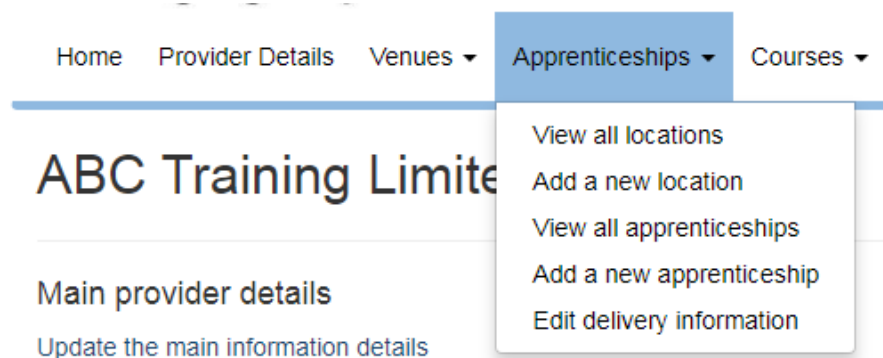 Home Provider Details Venues Apprenticeships Courses
View all locations
Add a new location
View all apprenticeships
Add a new apprenticeship
Edit delivery information
ABC Training
Main provider details
Update the main information details